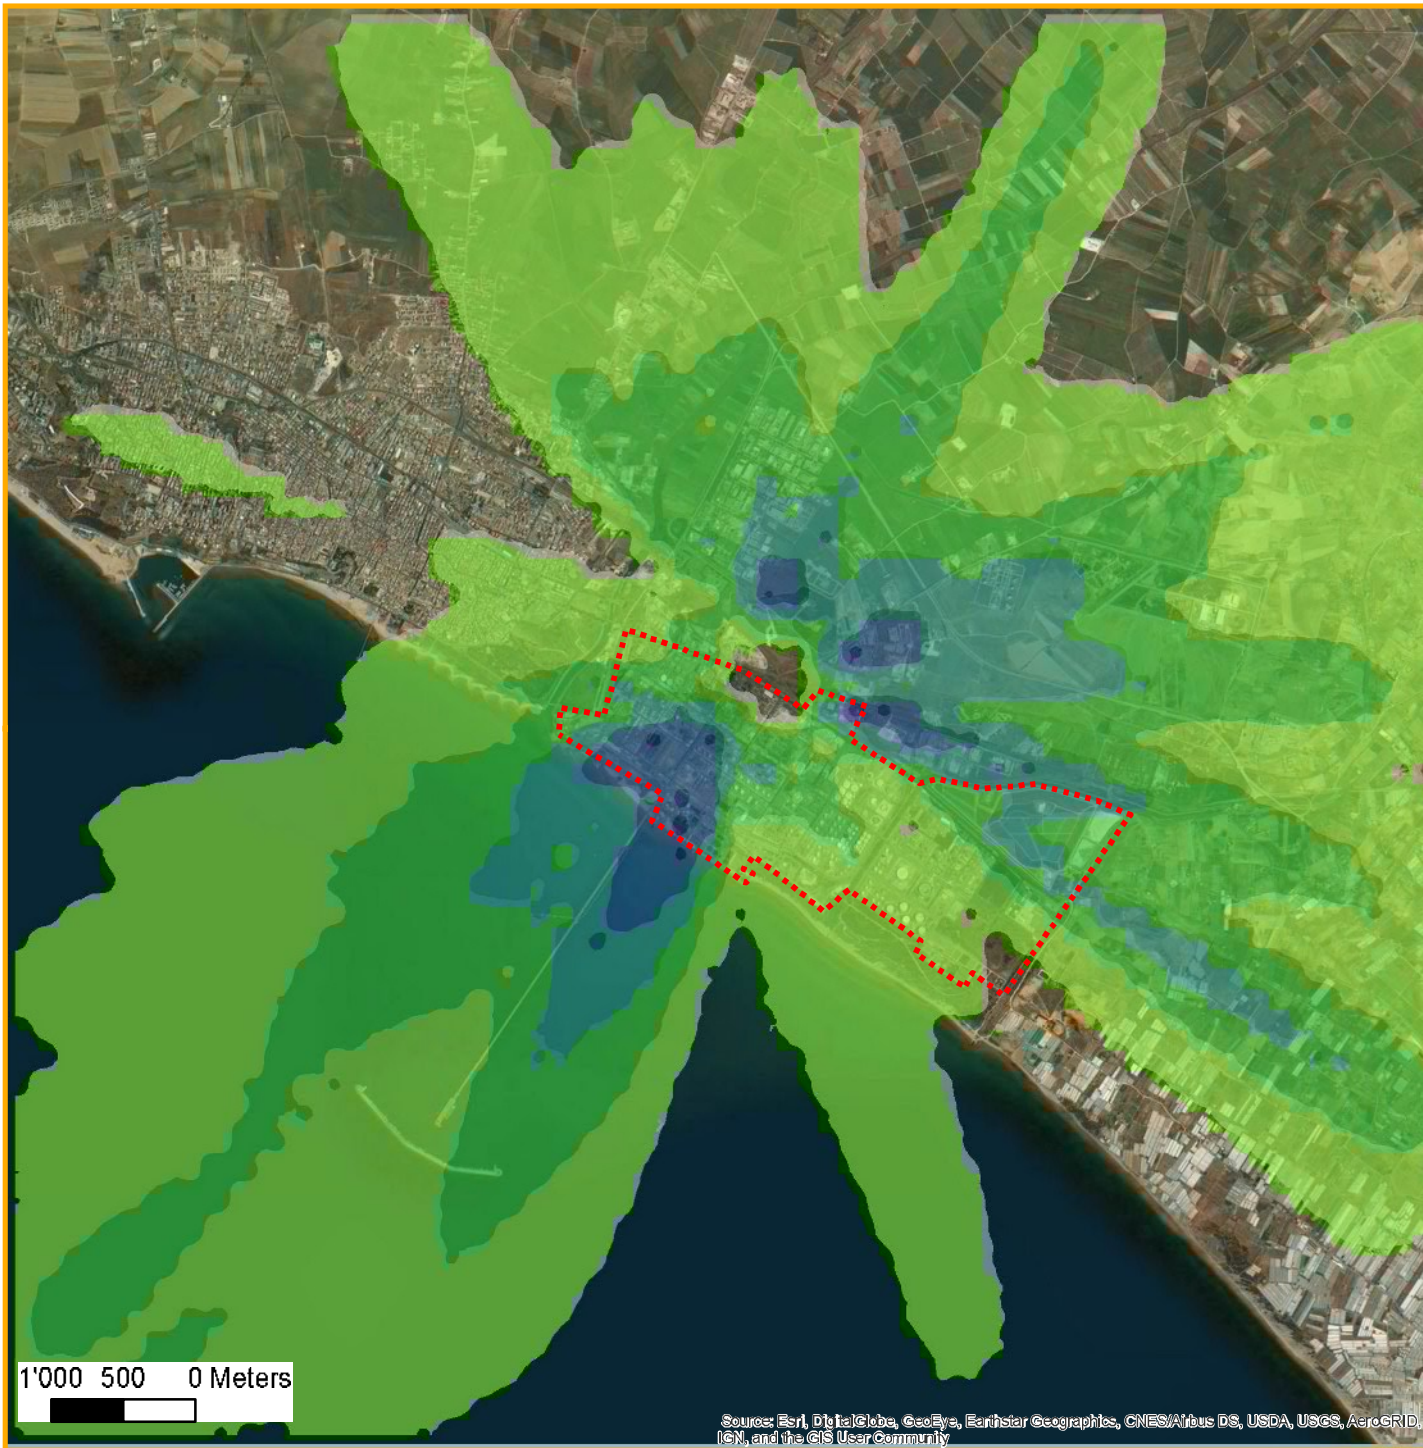 1'000 500 0 Meters
Source: Esri, DigitalGlobe, GeoEye, Earthstar Geographics, CNES/Airbus DS, USDA, USGS, AeroGRID,
IGN, and the GIS User Community